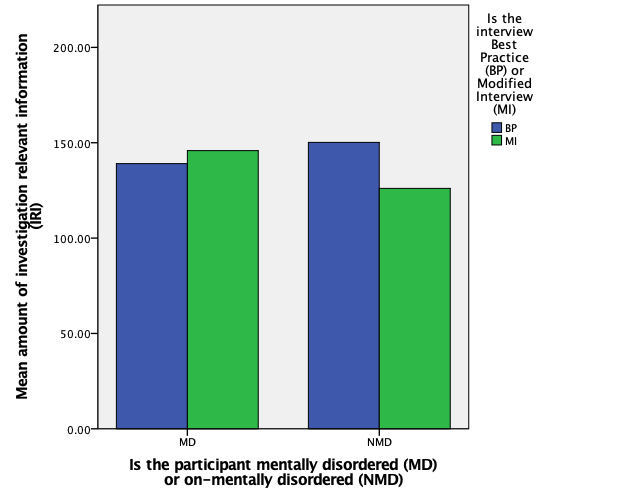 Mean amount of investigation relevant information
(IRI)
200.00
150.00
100.00
50.00
0.00
MD
NMD
Is the participant mentally disordered (MD)
or on-mentally disordered (NMD)
Is the
interview
Best
Practice
(BP) or
Modified
Interview
(MI)
BP
MI